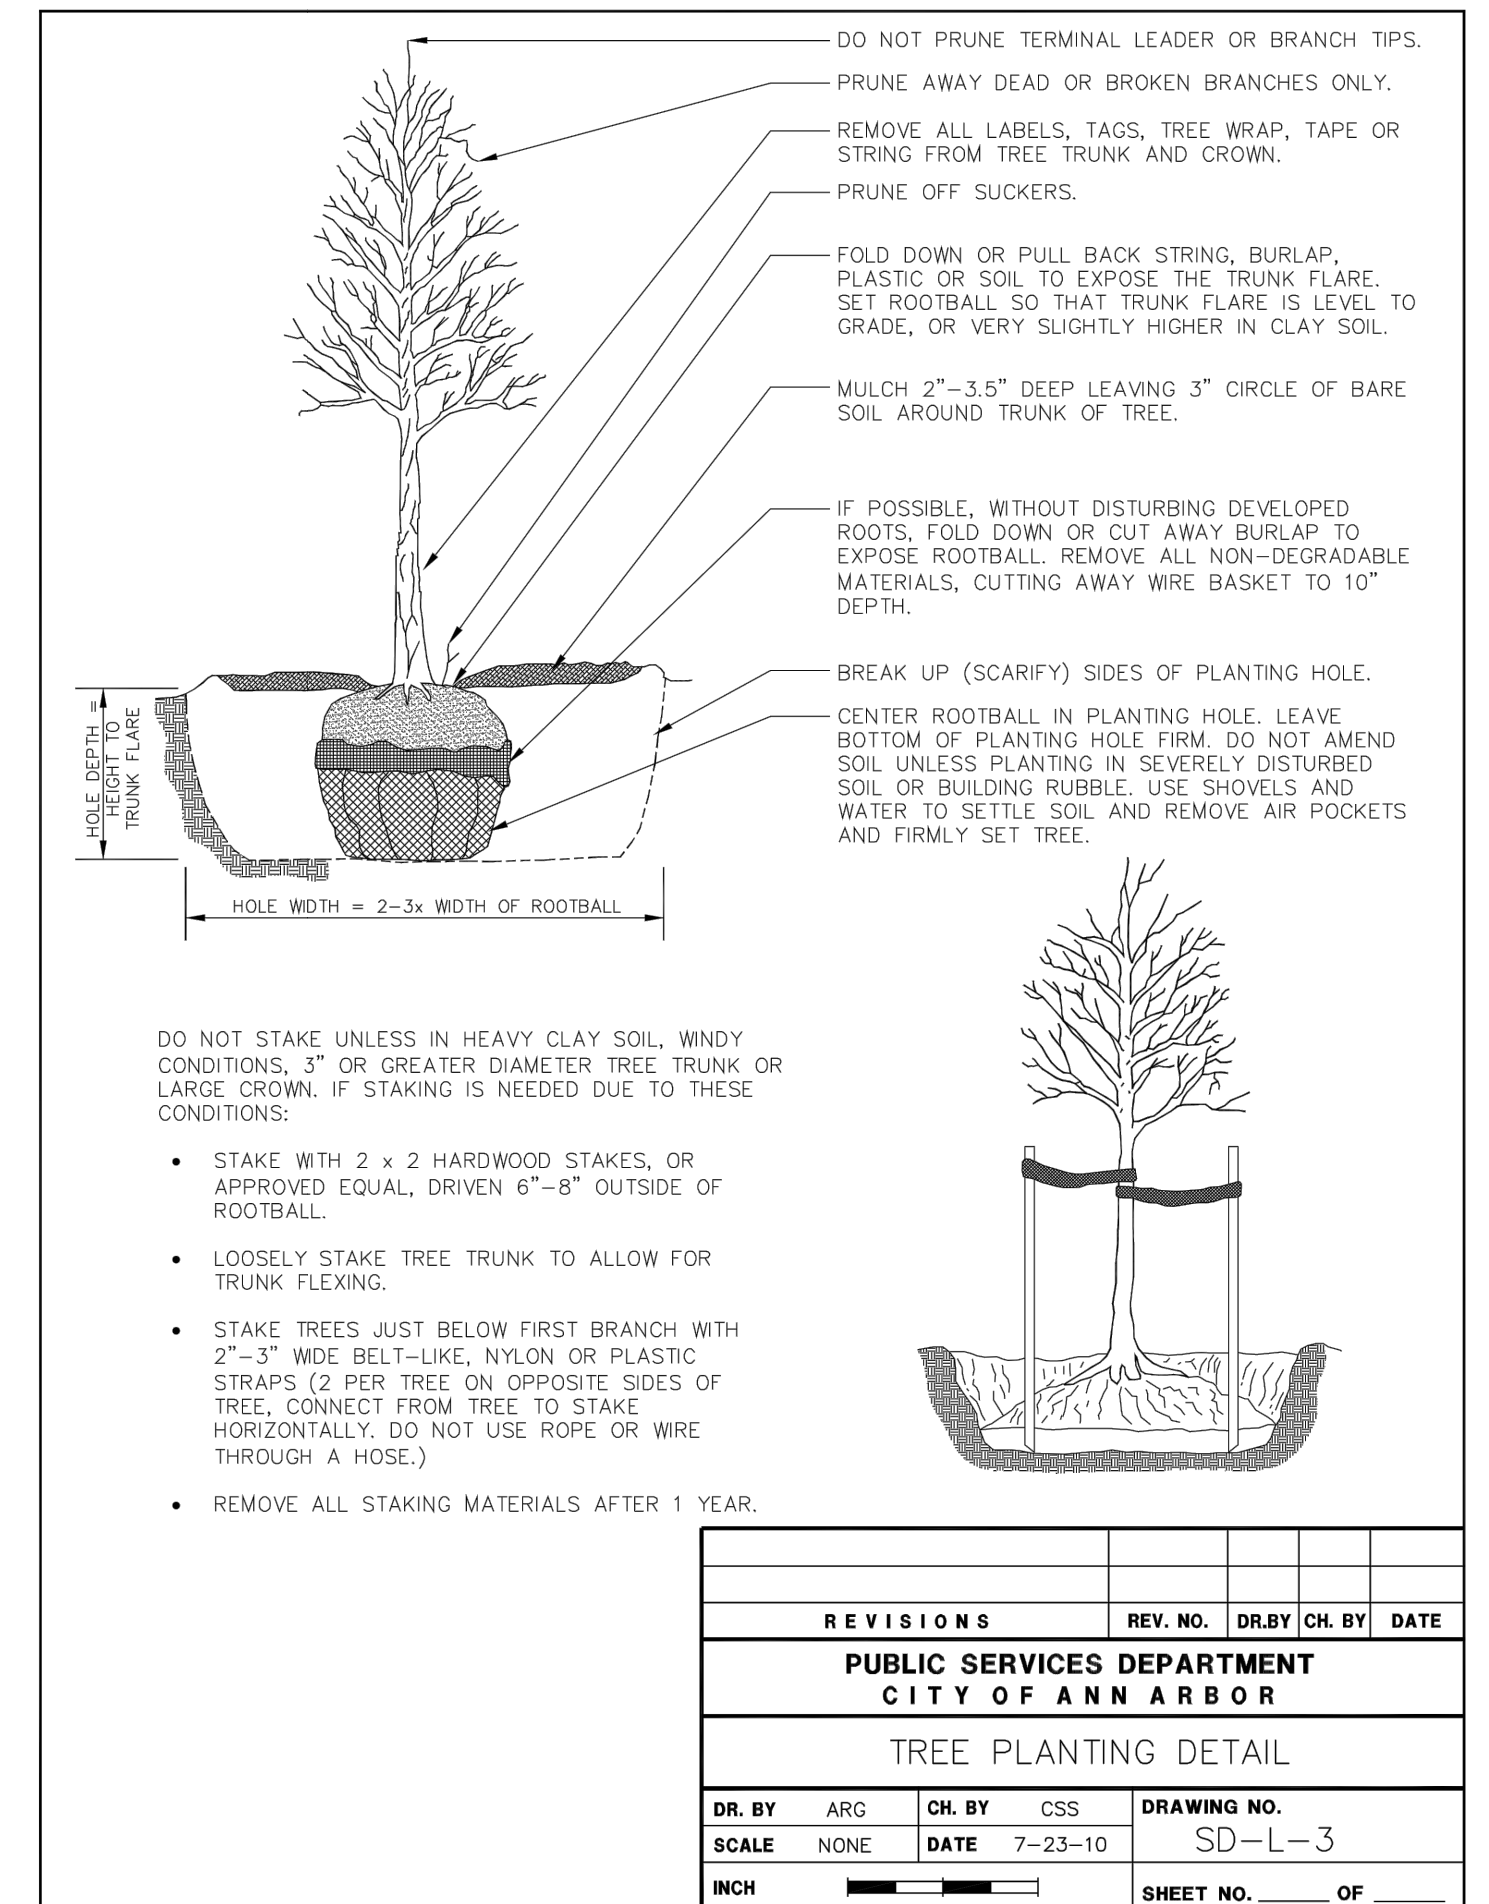 DO NOT PRUNE TERMINAL LEADER OR BRANCH TIPS.
PRUNE AWAY DEAD OR BROKEN BRANCHES ONLY.
REMOVE ALL LABELS, TAGS, TREE WRAP, TAPE OR
STRING FROM TREE TRUNK AND CROWN.
PRUNE OFF SUCKERS.
FOLD DOWN OR PULL BACK STRING, BURLAP,
PLASTIC OR SOIL TO EXPOSE THE TRUNK FLARE.
SET ROOTBALL SO THAT TRUNK FLARE IS LEVEL TO
GRADE, OR VERY SLIGHTLY HIGHER IN CLAY SOIL.
MULCH 2"-3.5" DEEP LEAVING 3" CIRCLE OF BARE
SOIL AROUND TRUNK OF TREE.
IF POSSIBLE, WITHOUT DISTURBING DEVELOPED
ROOTS, FOLD DOWN OR CUT AWAY BURLAP TO
EXPOSE ROOTBALL. REMOVE ALL NON-DEGRADABLE
MATERIALS, CUTTING AWAY WIRE BASKET TO 10"
DEPTH.
BREAK UP (SCARIFY) SIDES OF PLANTING HOLE.
CENTER ROOTBALL IN PLANTING HOLE. LEAVE
BOTTOM OF PLANTING HOLE FIRM. DO NOT AMEND
SOIL UNLESS PLANTING IN SEVERELY DISTURBED
SOIL OR BUILDING RUBBLE. USE SHOVELS AND
WATER TO SETTLE SOIL AND REMOVE AIR POCKETS
AND FIRMLY SET TREE.
HOLE DEPTH =
HEIGHT TO
TRUNK FLARE
HOLE WIDTH = 2-3x WIDTH OF ROOTBALL
DO NOT STAKE UNLESS IN HEAVY CLAY SOIL, WINDY
CONDITIONS, 3" OR GREATER DIAMETER TREE TRUNK OR
LARGE CROWN. IF STAKING IS NEEDED DUE TO THESE
CONDITIONS:
• STAKE WITH 2 x 2 HARDWOOD STAKES, OR
APPROVED EQUAL, DRIVEN 6"-8" OUTSIDE OF
ROOTBALL.
• LOOSELY STAKE TREE TRUNK TO ALLOW FOR
TRUNK FLEXING.
• STAKE TREES JUST BELOW FIRST BRANCH WITH
2"-3" WIDE BELT-LIKE, NYLON OR PLASTIC
STRAPS (2 PER TREE ON OPPOSITE SIDES OF
TREE, CONNECT FROM TREE TO STAKE
HORIZONTALLY. DO NOT USE ROPE OR WIRE
THROUGH A HOSE.)
• REMOVE ALL STAKING MATERIALS AFTER 1 YEAR.
REVISIONS REV. NO. DR.BY CH. BY DATE
PUBLIC SERVICES DEPARTMENT
CITY OF ANN ARBOR
TREE PLANTING DETAIL
DR. BY ARG CH. BY CSS DRAWING NO.
SCALE NONE DATE 7-23-10 SD-L-3
INCH SHEET NO. ______ OF ______